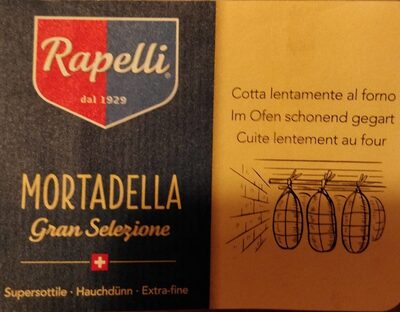 Rapelli
dal 1929
MORTADELLA
Gran Selezione
Supersottile · Hauchdünn · Extra-fine
Cotta lentamente al forno
Im Ofen schonend gegart
Cuite lentement au four